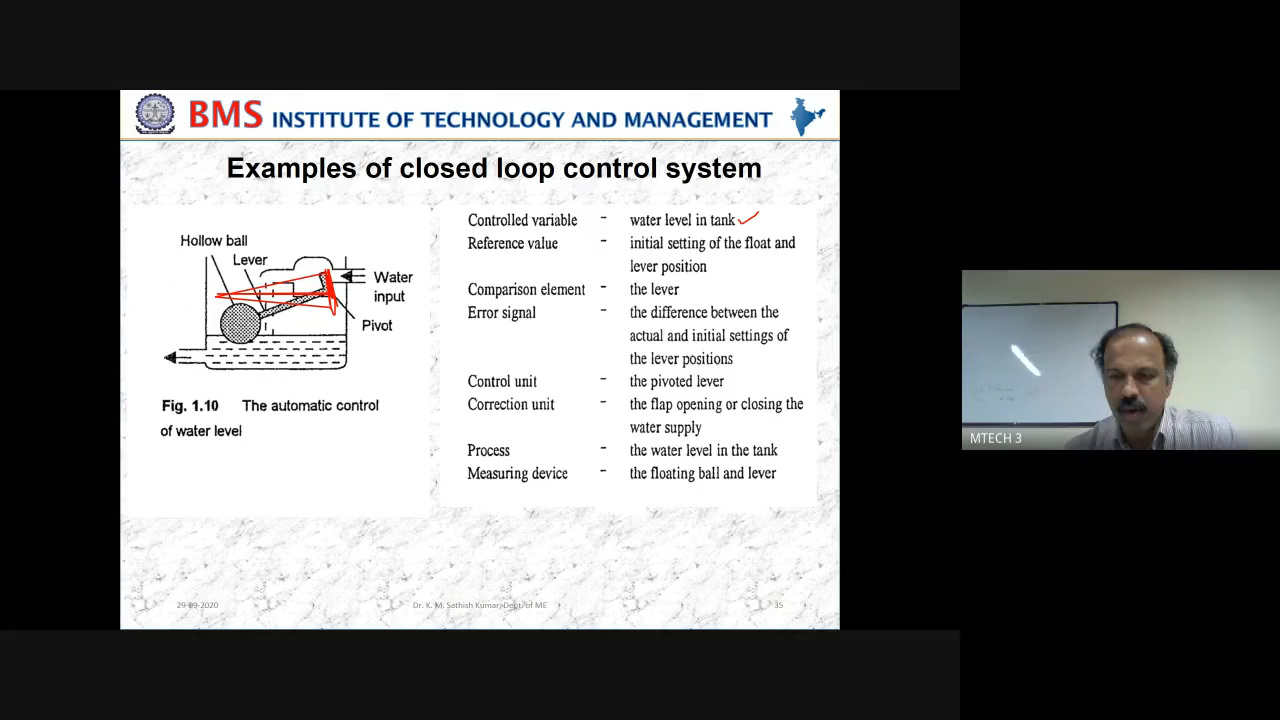 BMS INSTITUTE OF TECHNOLOGY AND MANAGEMENT
Examples of closed loop control system
Hollow ball
Lever
Water
input
Pivot
Fig. 1.10 The automatic control
of water level
Controlled variable - water level in tank
Reference value - initial setting of the float and
lever position
Comparison element - the lever
Error signal - the difference between the
actual and initial settings of
the lever positions
Control unit - the pivoted lever
Correction unit - the flap opening or closing the
water supply
Process - the water level in the tank
Measuring device - the floating ball and lever
29-09-2020
Dr. K. M. Sathish Kumar, Dept. of ME
35
MTECH 3